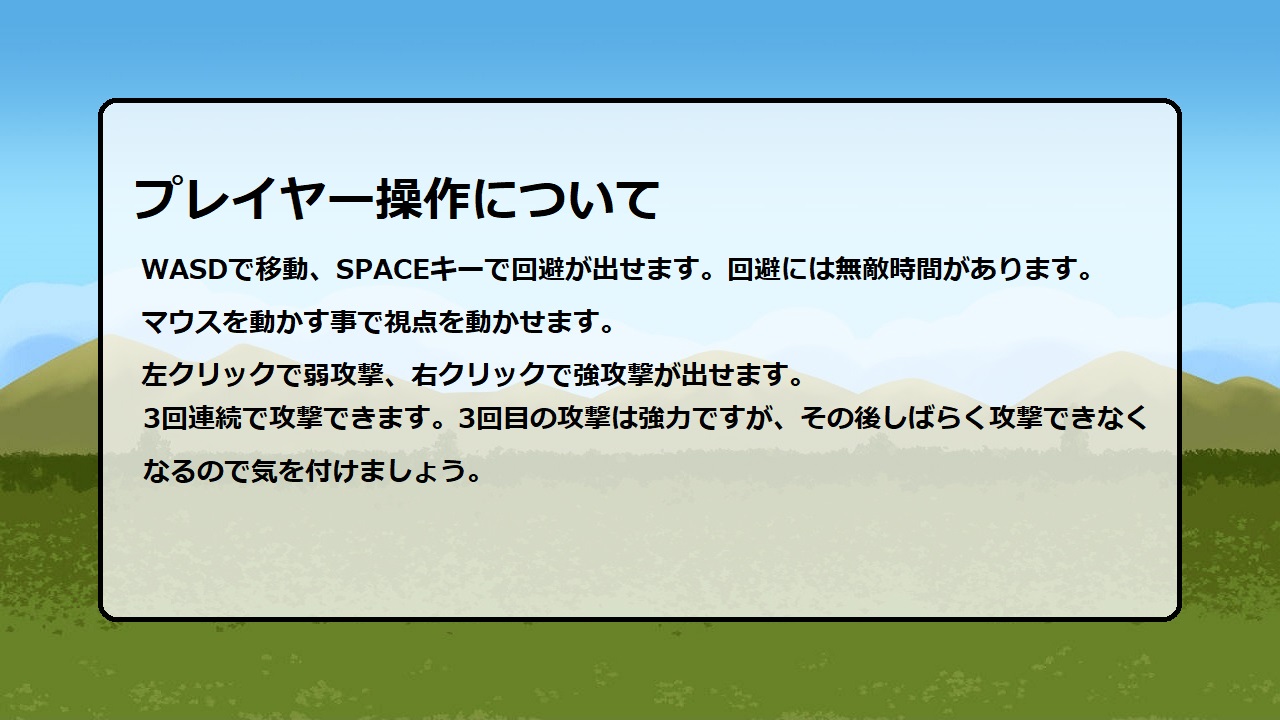 プレイヤー操作について
WASDで移動、SPACEキーで回避が出せます。回避には無敵時間があります。
マウスを動かす事で視点を動かせます。
左クリックで弱攻撃、右クリックで強攻撃が出せます。
3回連続で攻撃できます。3回目の攻撃は強力ですが、その後しばらく攻撃できなく
なるので気を付けましょう。